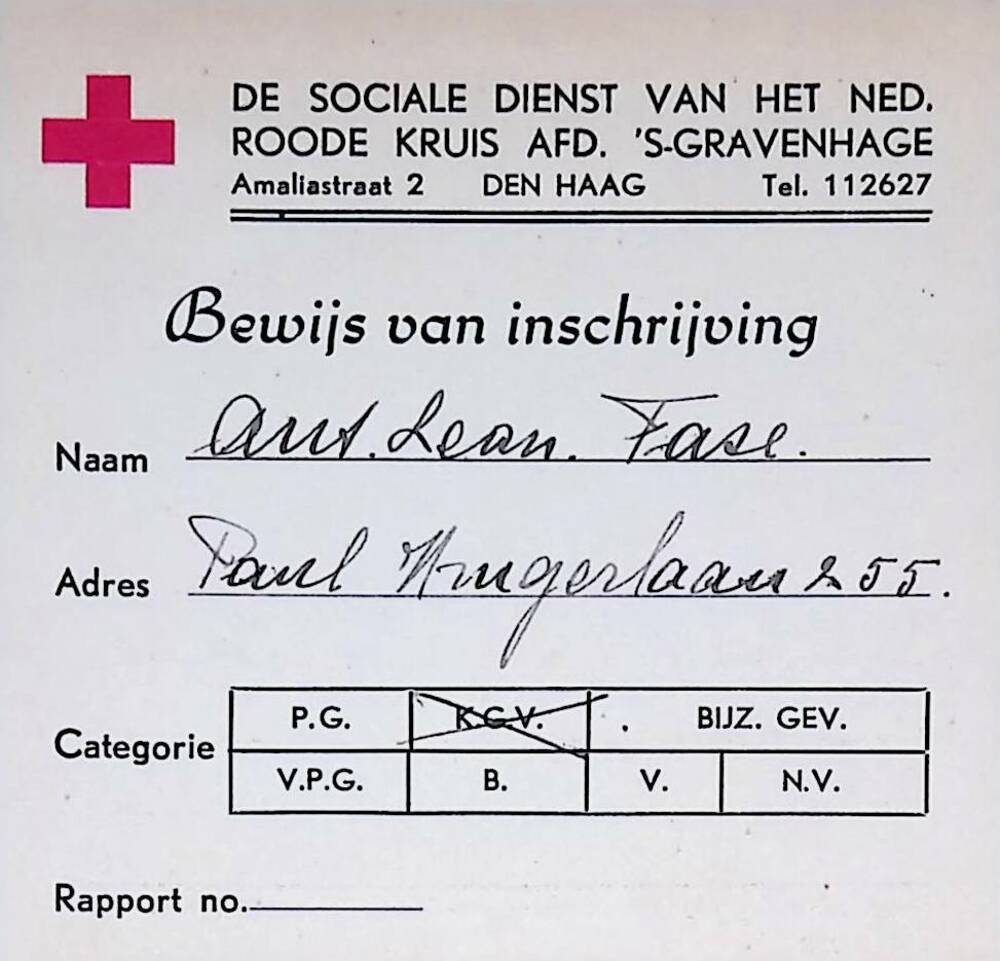 DE SOCIALE DIENST VAN HET NED.
ROODE KRUIS AFD. 'S-GRAVENHAGE
Amaliastraat 2 DEN HAAG Tel. 112627
Bewijs van inschrijving
Naam Ant. Leon. Fase.
Adres Paul Krugerlaan 255.
Categorie
P.G. K.G.V. BIJZ. GEV.
V.P.G. B. V. N.V.
Rapport no.